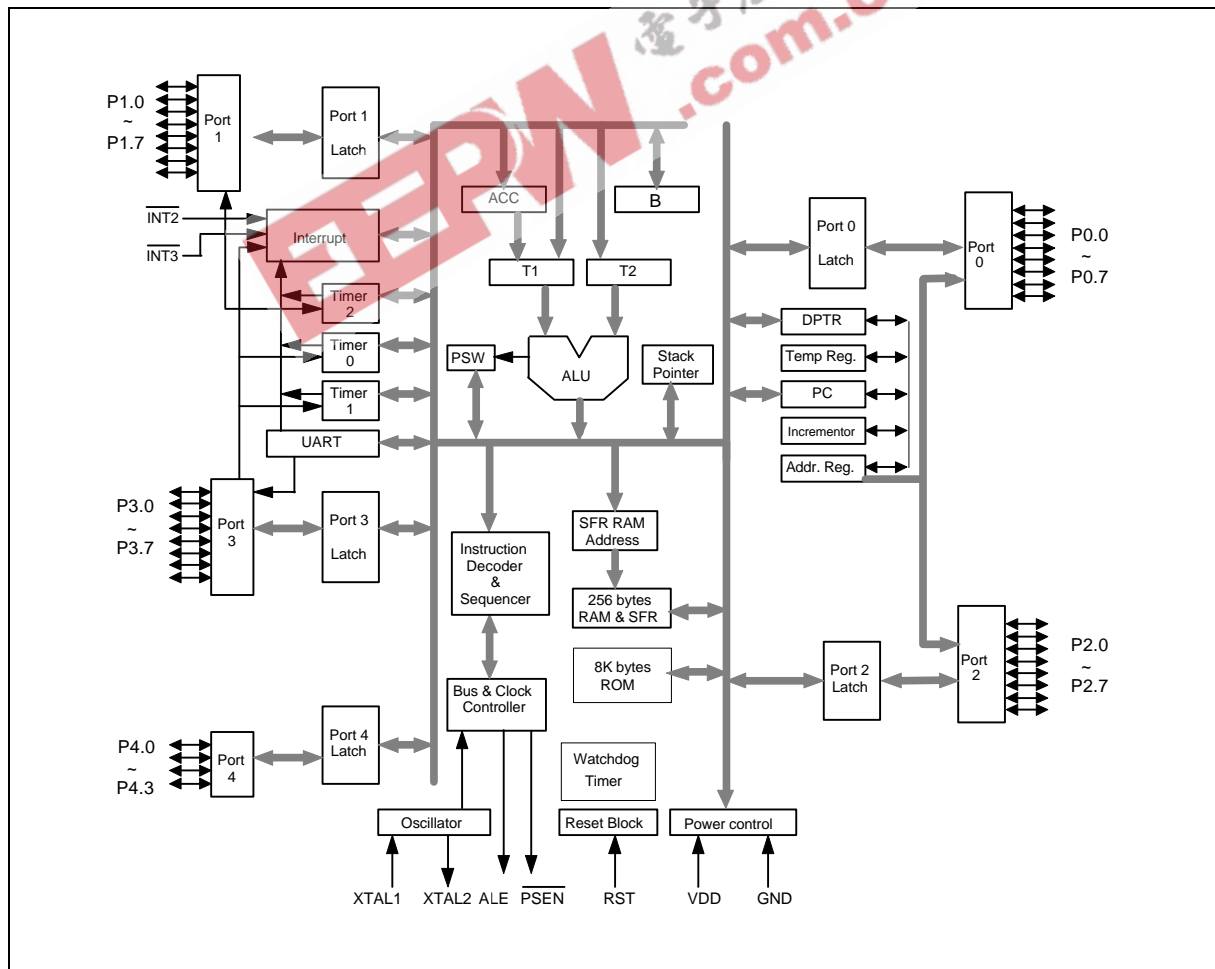 EEPW
.com.c
P1.0
~
P1.7
Port
1
Port 1
Latch
ACC
B
INT2
INT3
Interrupt
T1
T2
Port 0
Latch
Port
0
P0.0
~
P0.7
Timer
2
DPTR
Timer
0
PSW
ALU
Stack
Pointer
Temp Reg.
Timer
1
PC
UART
Incrementor
Addr. Reg.
P3.0
~
P3.7
Port
3
Port 3
Latch
Instruction
Decoder
&
Sequencer
SFR RAM
Address
256 bytes
RAM & SFR
8K bytes
ROM
Port 2
Latch
Port
2
P2.0
~
P2.7
Bus & Clock
Controller
P4.0
~
P4.3
Port
4
Port 4
Latch
Watchdog
Timer
Oscillator
Reset Block
Power control
XTAL1
XTAL2
ALE
PSEN
RST
VDD
GND